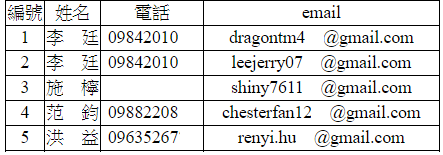 編號 姓名 電話 email
1 李 廷 09842010 dragontm4 @gmail.com
2 李 廷 09842010 leejerry07 @gmail.com
3 施 檸 shiny7611 @gmail.com
4 范 鈞 09882208 chesterfan12 @gmail.com
5 洪 益 09635267 renyi.hu @gmail.com